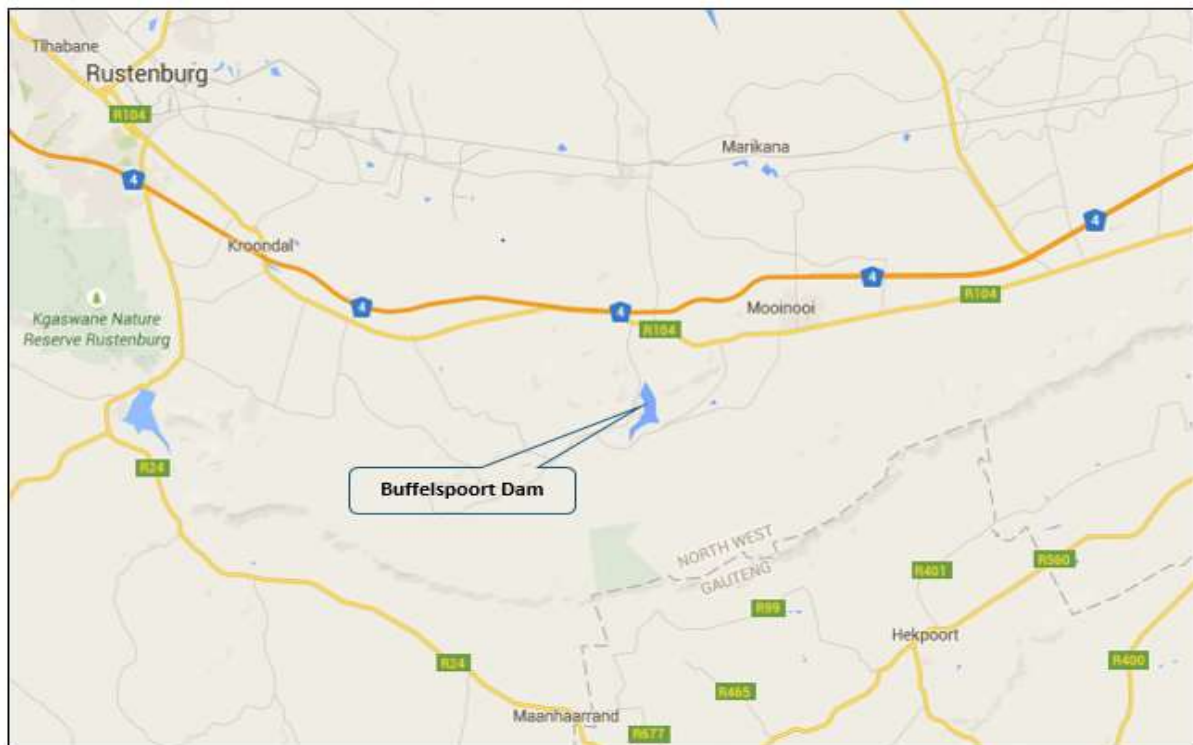 Tlhabane
Rustenburg
R104
4
Marikana
4
Kroondal
4
4
4
Mooinooi
R104
R104
Kgaswane Nature
Reserve Rustenburg
R24
Buffelspoort Dam
NORTH WEST
GAUTENG
R401
R560
R99
Hekpoort
R24
R400
R465
Maanhaarrand
R677